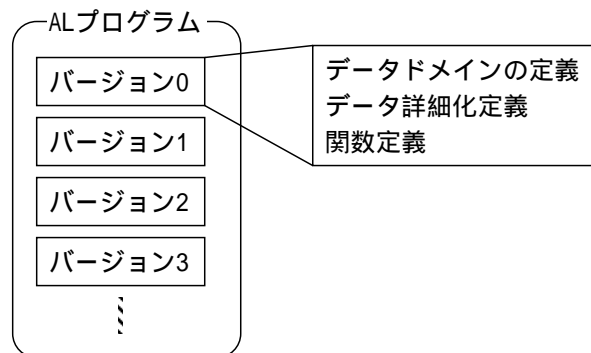 ALプログラム
バージョン0
バージョン1
バージョン2
バージョン3
データドメインの定義
データ詳細化定義
関数定義